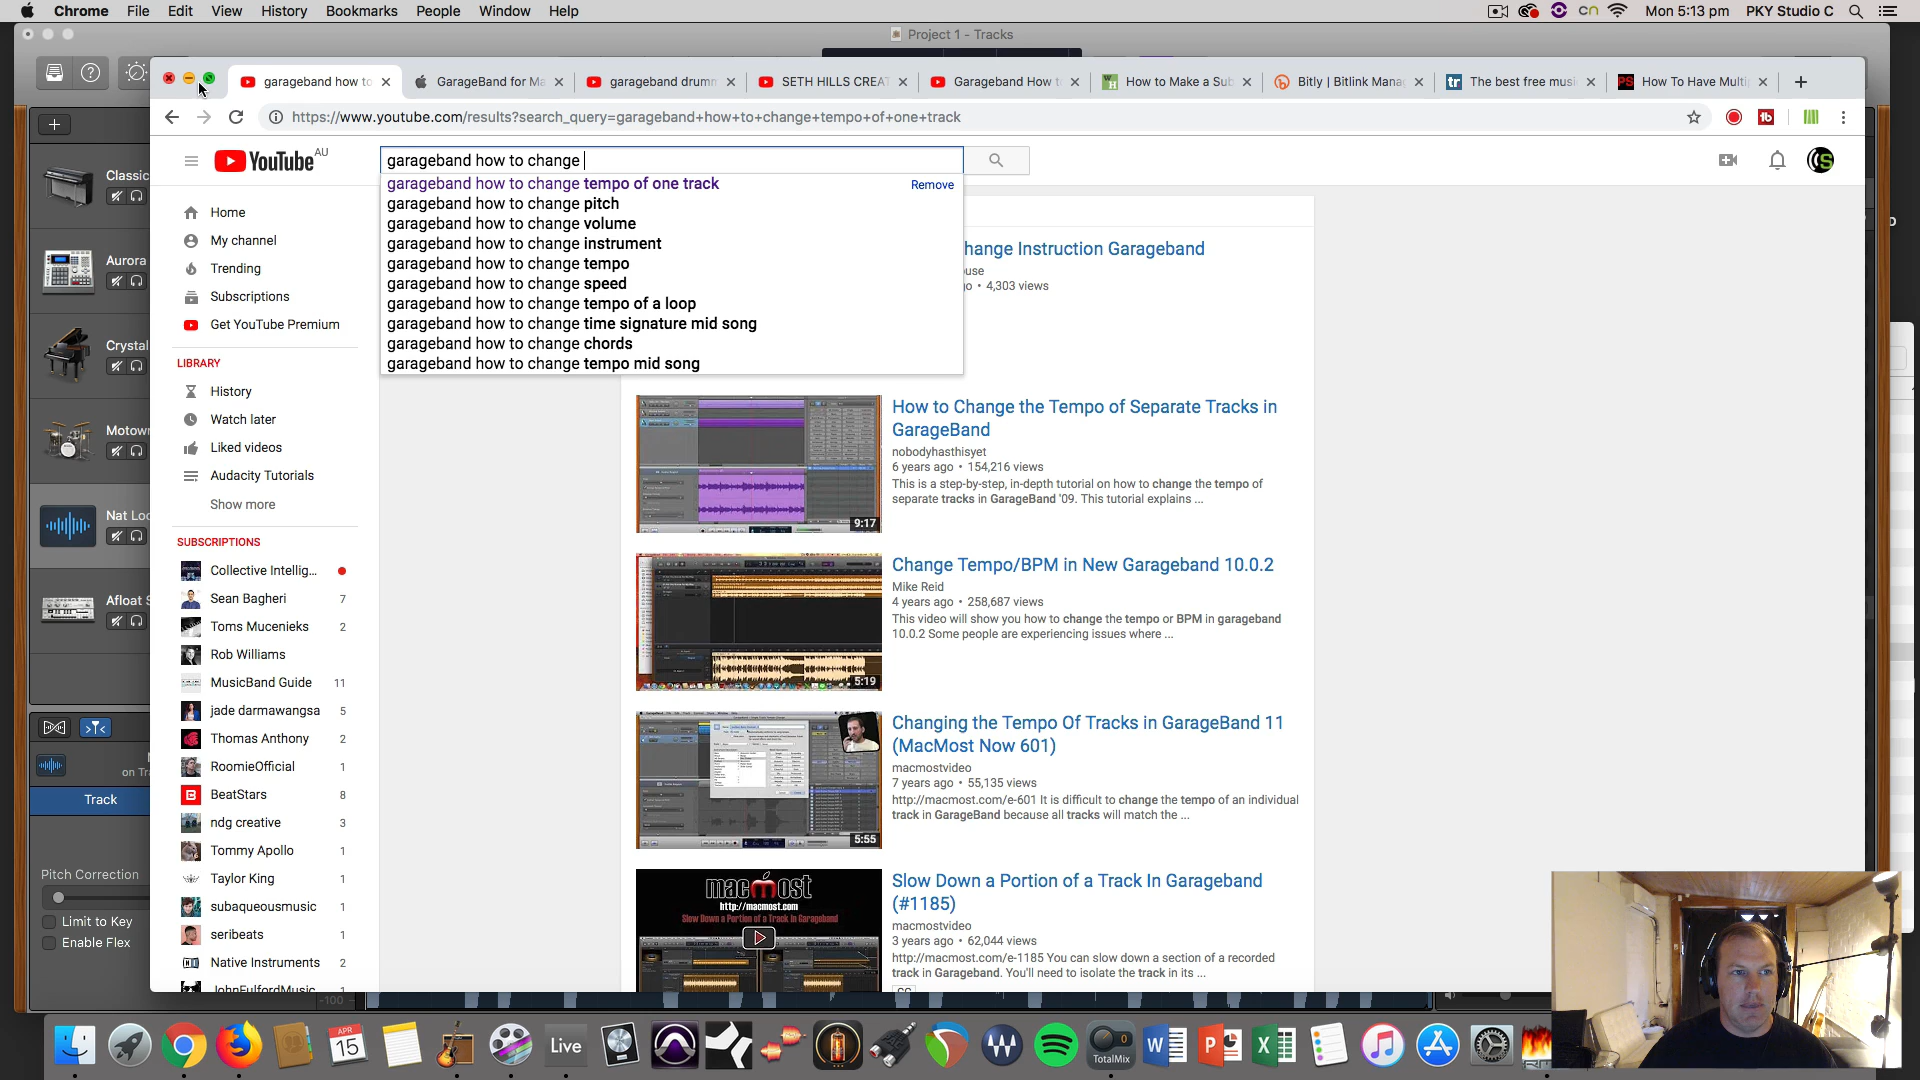 Chrome File Edit View History Bookmarks People Window Help
Mon 5:13 pm PKY Studio C
Project 1 - Tracks
garageband how to
GarageBand for Ma
garageband drumm
SETH HILLS CREAT
Garageband How t
How to Make a Sub
Bitly | Bitlink Manag
The best free musi
How To Have Multi
https://www.youtube.com/results?search_query=garageband+how+to+change+tempo+of+one+track
YouTube AU
garageband how to change
garageband how to change tempo of one track Remove
garageband how to change pitch
garageband how to change volume
garageband how to change instrument
garageband how to change tempo
garageband how to change speed
garageband how to change tempo of a loop
garageband how to change time signature mid song
garageband how to change chords
garageband how to change tempo mid song
Classic
Aurora
Crystal
Motow
Nat Loo
Afloat S
on Tra
Track
Pitch Correction
Limit to Key
Enable Flex
Home
My channel
Trending
Subscriptions
Get YouTube Premium
LIBRARY
History
Watch later
Liked videos
Audacity Tutorials
Show more
SUBSCRIPTIONS
Collective Intellig...
Sean Bagheri 7
Toms Mucenieks 2
Rob Williams
MusicBand Guide 11
jade darmawangsa 5
Thomas Anthony 2
RoomieOfficial 1
BeatStars 8
ndg creative 3
Tommy Apollo 1
Taylor King 1
subaqueousmusic 1
seribeats 1
Native Instruments 2
JohnFulfordMusic
hange Instruction Garageband
ouse
go • 4,303 views
How to Change the Tempo of Separate Tracks in
GarageBand
nobodyhasthisyet
6 years ago • 154,216 views
This is a step-by-step, in-depth tutorial on how to change the tempo of
separate tracks in GarageBand '09. This tutorial explains ...
9:17
Change Tempo/BPM in New Garageband 10.0.2
Mike Reid
4 years ago • 258,687 views
This video will show you how to change the tempo or BPM in garageband
10.0.2 Some people are experiencing issues where ...
5:19
Changing the Tempo Of Tracks in GarageBand 11
(MacMost Now 601)
macmostvideo
7 years ago • 55,135 views
http://macmost.com/e-601 It is difficult to change the tempo of an individual
track in GarageBand because all tracks will match the ...
5:55
macmost
http://macmost.com
Slow Down a Portion of a Track In Garageband
Slow Down a Portion of a Track In Garageband
(#1185)
macmostvideo
3 years ago • 62,044 views
http://macmost.com/e-1185 You can slow down a section of a recorded
track in Garageband. You'll need to isolate the track in its ...
CC
-100
APR
15
Live
0
TotalMix